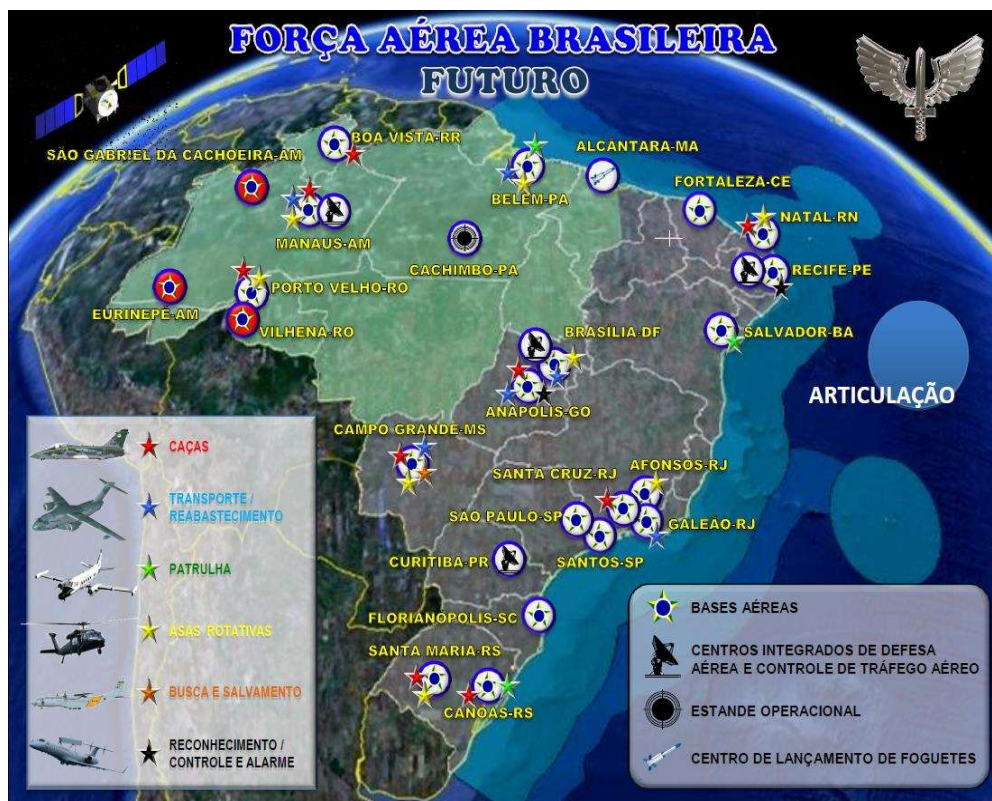 FORÇA AÉREA BRASILEIRA
FUTURO
BOA VISTA-RR
SÃO GABRIEL DA CACHOEIRA-AM
ALCÂNTARA-MA
FORTALEZA-CE
BELÉM-PA
NATAL-RN
MANAUS-AM
CACHIMBO-PA
RECIFE-PE
PORTO VELHO-RO
EURINEPE-AM
VILHENA-RO
BRASÍLIA-DF
SALVADOR-BA
ARTICULAÇÃO
ANÁPOLIS-GO
CAMPO GRANDE-MS
SANTA CRUZ-RJ
AFONSOS-RJ
SAO PAULO-SP
GALEÃO-RJ
CURITIBA-PR
SANTOS-SP
FLORIANÓPOLIS-SC
SANTA MARIA-RS
CANOAS-RS
CAÇAS
TRANSPORTE /
REABASTECIMENTO
PATRULHA
ASAS ROTATIVAS
BUSCA E SALVAMENTO
RECONHECIMENTO /
CONTROLE E ALARME
BASES AÉREAS
CENTROS INTEGRADOS DE DEFESA
AÉREA E CONTROLE DE TRÁFEGO AÉREO
ESTANDE OPERACIONAL
CENTRO DE LANÇAMENTO DE FOGUETES